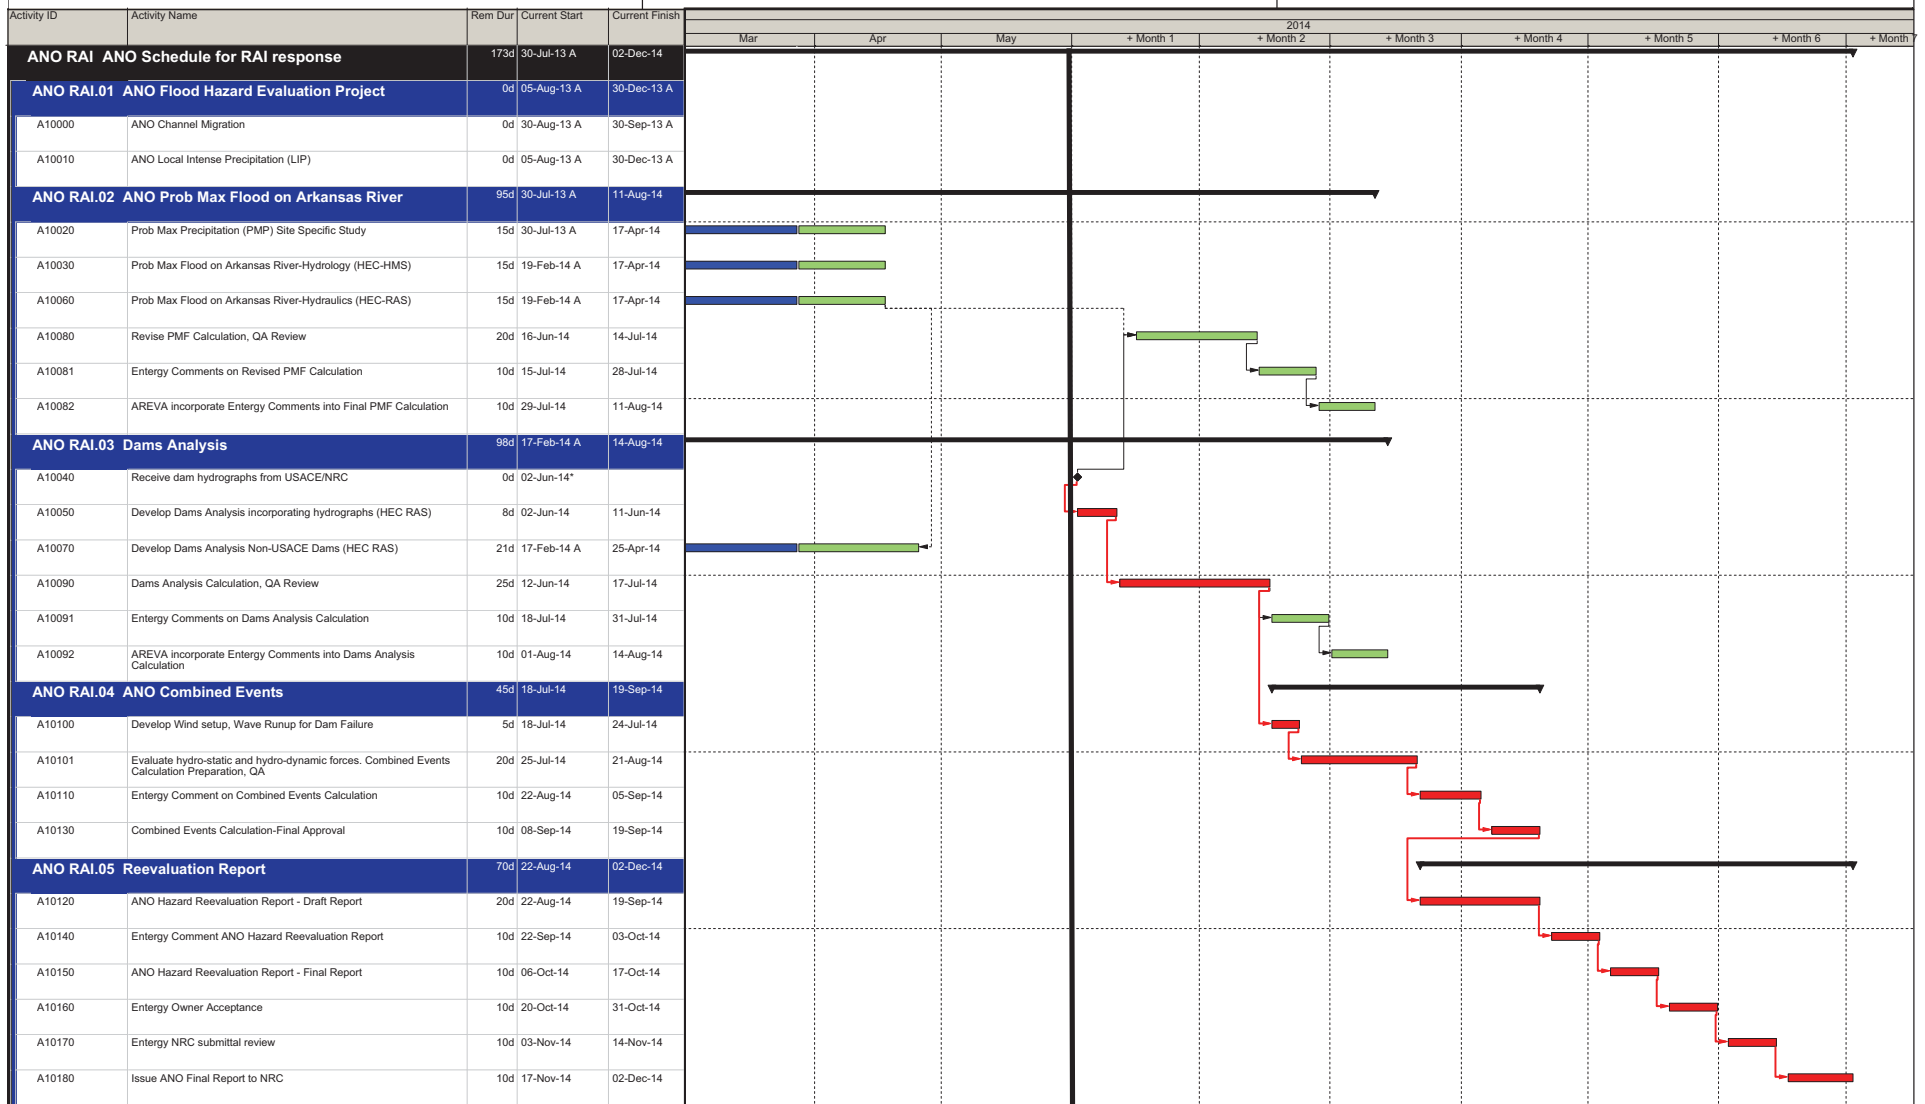 Activity ID Activity Name Rem Dur Current Start Current Finish 2014
Mar Apr May + Month 1 + Month 2 + Month 3 + Month 4 + Month 5 + Month 6 + Month 7
ANO RAI ANO Schedule for RAI response 173d 30-Jul-13 A 02-Dec-14
ANO RAI.01 ANO Flood Hazard Evaluation Project 0d 05-Aug-13 A 30-Dec-13 A
A10000 ANO Channel Migration 0d 30-Aug-13 A 30-Sep-13 A
A10010 ANO Local Intense Precipitation (LIP) 0d 05-Aug-13 A 30-Dec-13 A
ANO RAI.02 ANO Prob Max Flood on Arkansas River 95d 30-Jul-13 A 11-Aug-14
A10020 Prob Max Precipitation (PMP) Site Specific Study 15d 30-Jul-13 A 17-Apr-14
A10030 Prob Max Flood on Arkansas River-Hydrology (HEC-HMS) 15d 19-Feb-14 A 17-Apr-14
A10060 Prob Max Flood on Arkansas River-Hydraulics (HEC-RAS) 15d 19-Feb-14 A 17-Apr-14
A10080 Revise PMF Calculation, QA Review 20d 16-Jun-14 14-Jul-14
A10081 Entergy Comments on Revised PMF Calculation 10d 15-Jul-14 28-Jul-14
A10082 AREVA incorporate Entergy Comments into Final PMF Calculation 10d 29-Jul-14 11-Aug-14
ANO RAI.03 Dams Analysis 98d 17-Feb-14 A 14-Aug-14
A10040 Receive dam hydrographs from USACE/NRC 0d 02-Jun-14*
A10050 Develop Dams Analysis incorporating hydrographs (HEC RAS) 8d 02-Jun-14 11-Jun-14
A10070 Develop Dams Analysis Non-USACE Dams (HEC RAS) 21d 17-Feb-14 A 25-Apr-14
A10090 Dams Analysis Calculation, QA Review 25d 12-Jun-14 17-Jul-14
A10091 Entergy Comments on Dams Analysis Calculation 10d 18-Jul-14 31-Jul-14
A10092 AREVA incorporate Entergy Comments into Dams Analysis 10d 01-Aug-14 14-Aug-14
Calculation
ANO RAI.04 ANO Combined Events 45d 18-Jul-14 19-Sep-14
A10100 Develop Wind setup, Wave Runup for Dam Failure 5d 18-Jul-14 24-Jul-14
A10101 Evaluate hydro-static and hydro-dynamic forces. Combined Events 20d 25-Jul-14 21-Aug-14
Calculation Preparation, QA
A10110 Entergy Comment on Combined Events Calculation 10d 22-Aug-14 05-Sep-14
A10130 Combined Events Calculation-Final Approval 10d 08-Sep-14 19-Sep-14
ANO RAI.05 Reevaluation Report 70d 22-Aug-14 02-Dec-14
A10120 ANO Hazard Reevaluation Report - Draft Report 20d 22-Aug-14 19-Sep-14
A10140 Entergy Comment ANO Hazard Reevaluation Report 10d 22-Sep-14 03-Oct-14
A10150 ANO Hazard Reevaluation Report - Final Report 10d 06-Oct-14 17-Oct-14
A10160 Entergy Owner Acceptance 10d 20-Oct-14 31-Oct-14
A10170 Entergy NRC submittal review 10d 03-Nov-14 14-Nov-14
A10180 Issue ANO Final Report to NRC 10d 17-Nov-14 02-Dec-14